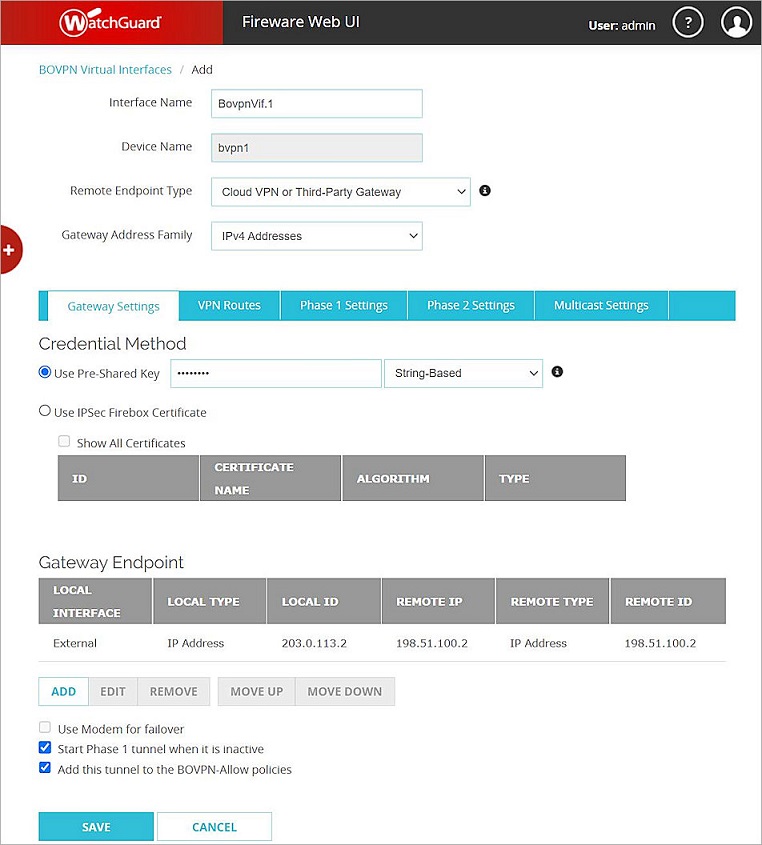 WatchGuard
Fireware Web UI
User: admin
?
BOVPN Virtual Interfaces / Add
Interface Name
BovpnVif.1
Device Name
bvpn1
Remote Endpoint Type
Cloud VPN or Third-Party Gateway
Gateway Address Family
IPv4 Addresses
Gateway Settings
VPN Routes
Phase 1 Settings
Phase 2 Settings
Multicast Settings
Credential Method
Use Pre-Shared Key
••••••••
String-Based
Use IPSec Firebox Certificate
Show All Certificates
ID
CERTIFICATE
NAME
ALGORITHM
TYPE
Gateway Endpoint
LOCAL
INTERFACE
LOCAL TYPE
LOCAL ID
REMOTE IP
REMOTE TYPE
REMOTE ID
External
IP Address
203.0.113.2
198.51.100.2
IP Address
198.51.100.2
ADD
EDIT
REMOVE
MOVE UP
MOVE DOWN
Use Modem for failover
Start Phase 1 tunnel when it is inactive
Add this tunnel to the BOVPN-Allow policies
SAVE
CANCEL